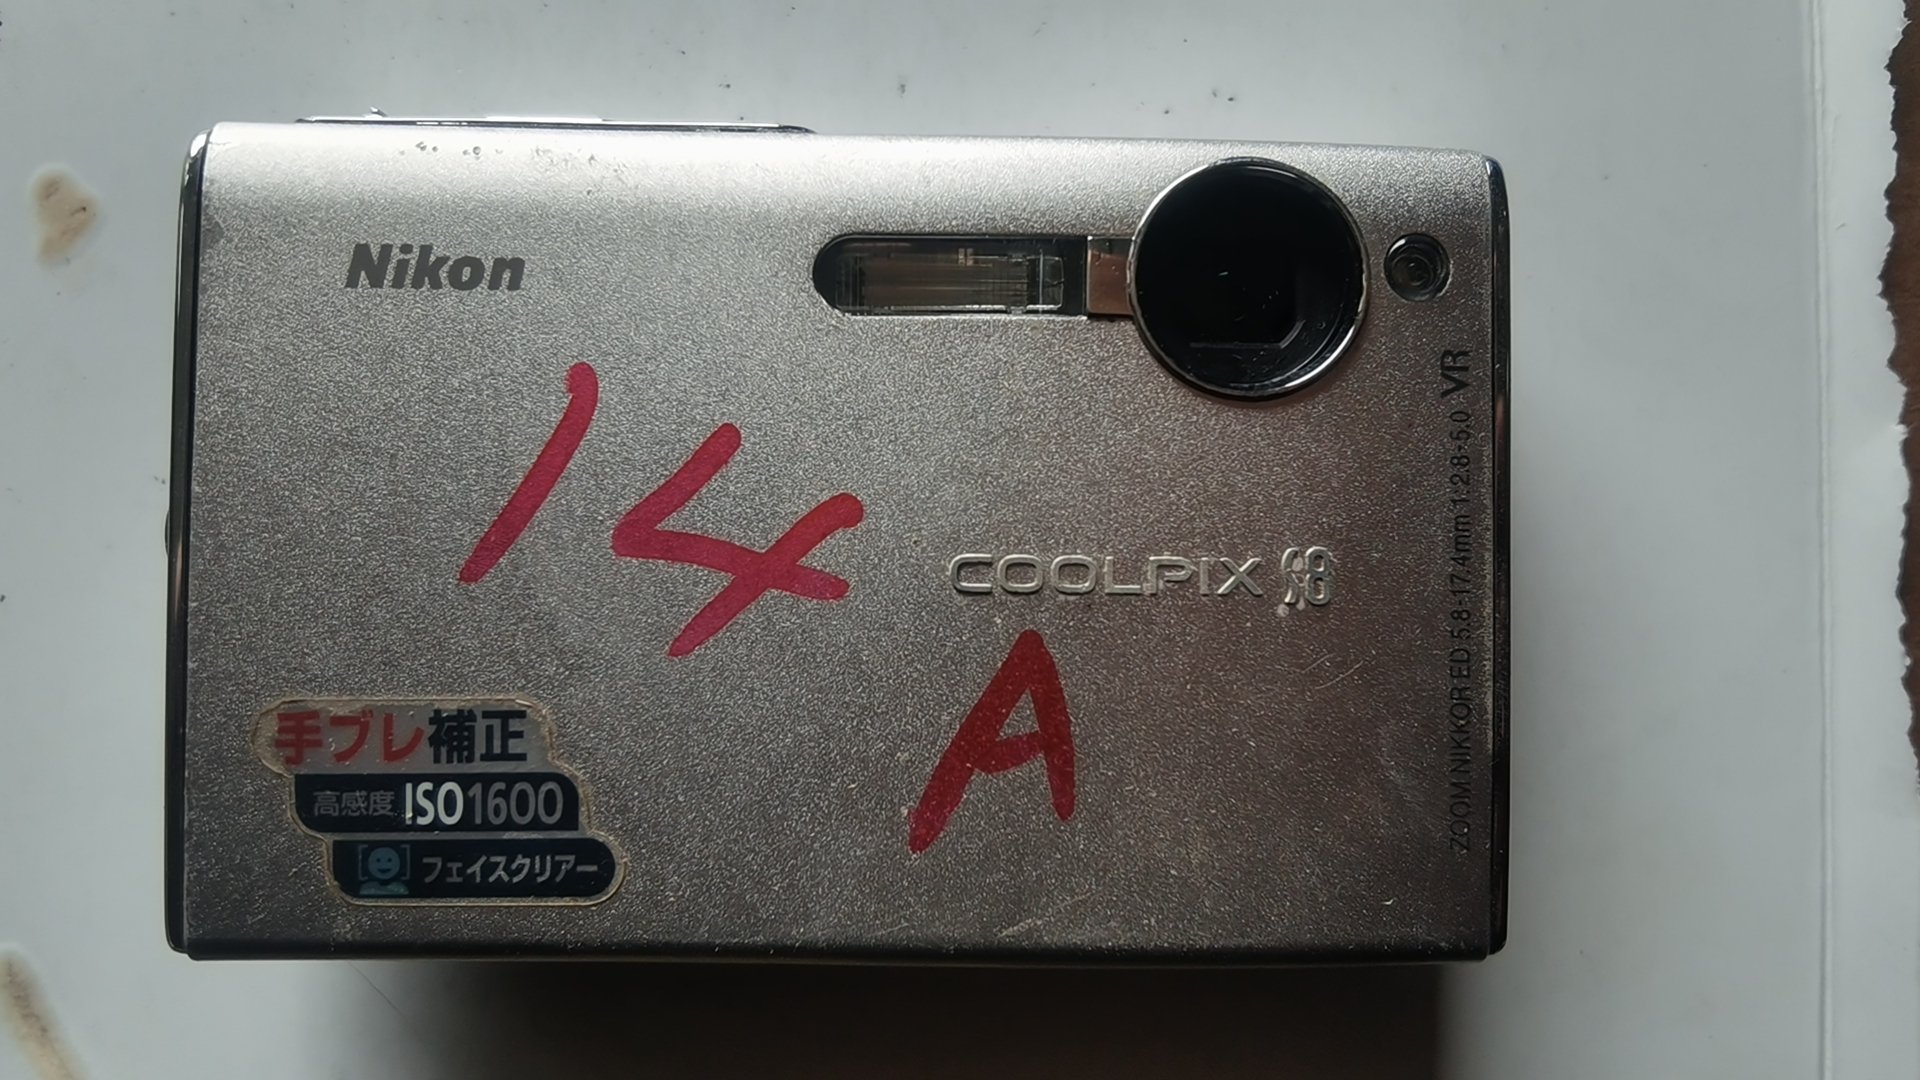 Nikon
14
COOLPIX S8
A
手ブレ補正
高感度 ISO1600
フェイスクリアー
ZOOM NIKKOR ED 5.8-17.4mm 1:2.8-5.0 VR